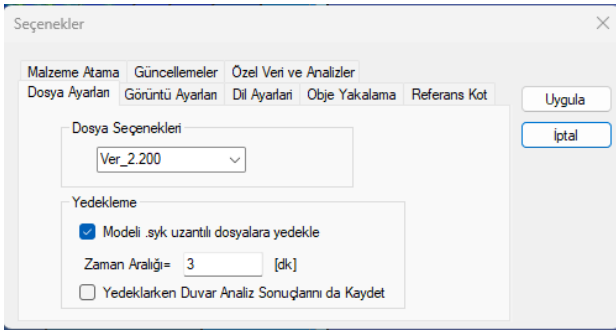 Seçenekler
Malzeme Atama Güncellemeler Özel Veri ve Analizler
Dosya Ayarları Görüntü Ayarları Dil Ayarlari Obje Yakalama Referans Kot
Uygula
İptal
Dosya Seçenekleri
Ver_2.200
Yedekleme
Modeli .syk uzantılı dosyalara yedekle
Zaman Aralığı= 3 [dk]
Yedeklarken Duvar Analiz Sonuçlarını da Kaydet